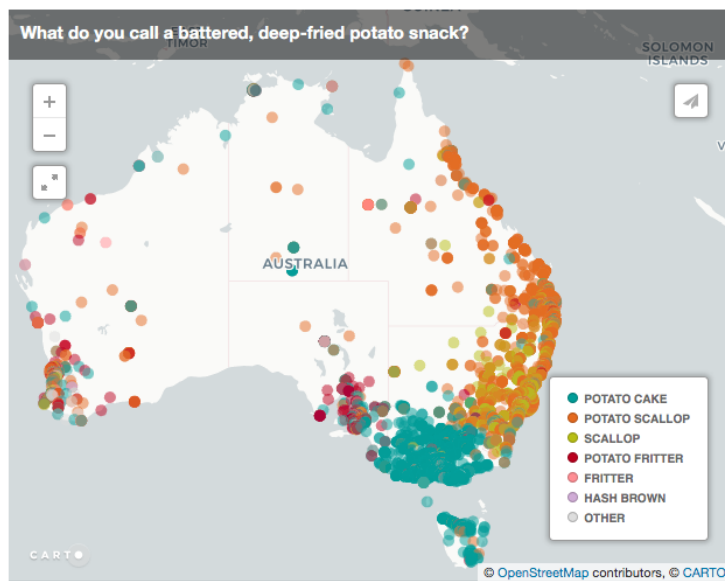 What do you call a battered, deep-fried potato snack?
TIMOR
SOLOMON
ISLANDS
+
−
AUSTRALIA
POTATO CAKE
POTATO SCALLOP
SCALLOP
POTATO FRITTER
FRITTER
HASH BROWN
OTHER
CARTO
© OpenStreetMap contributors, © CARTO